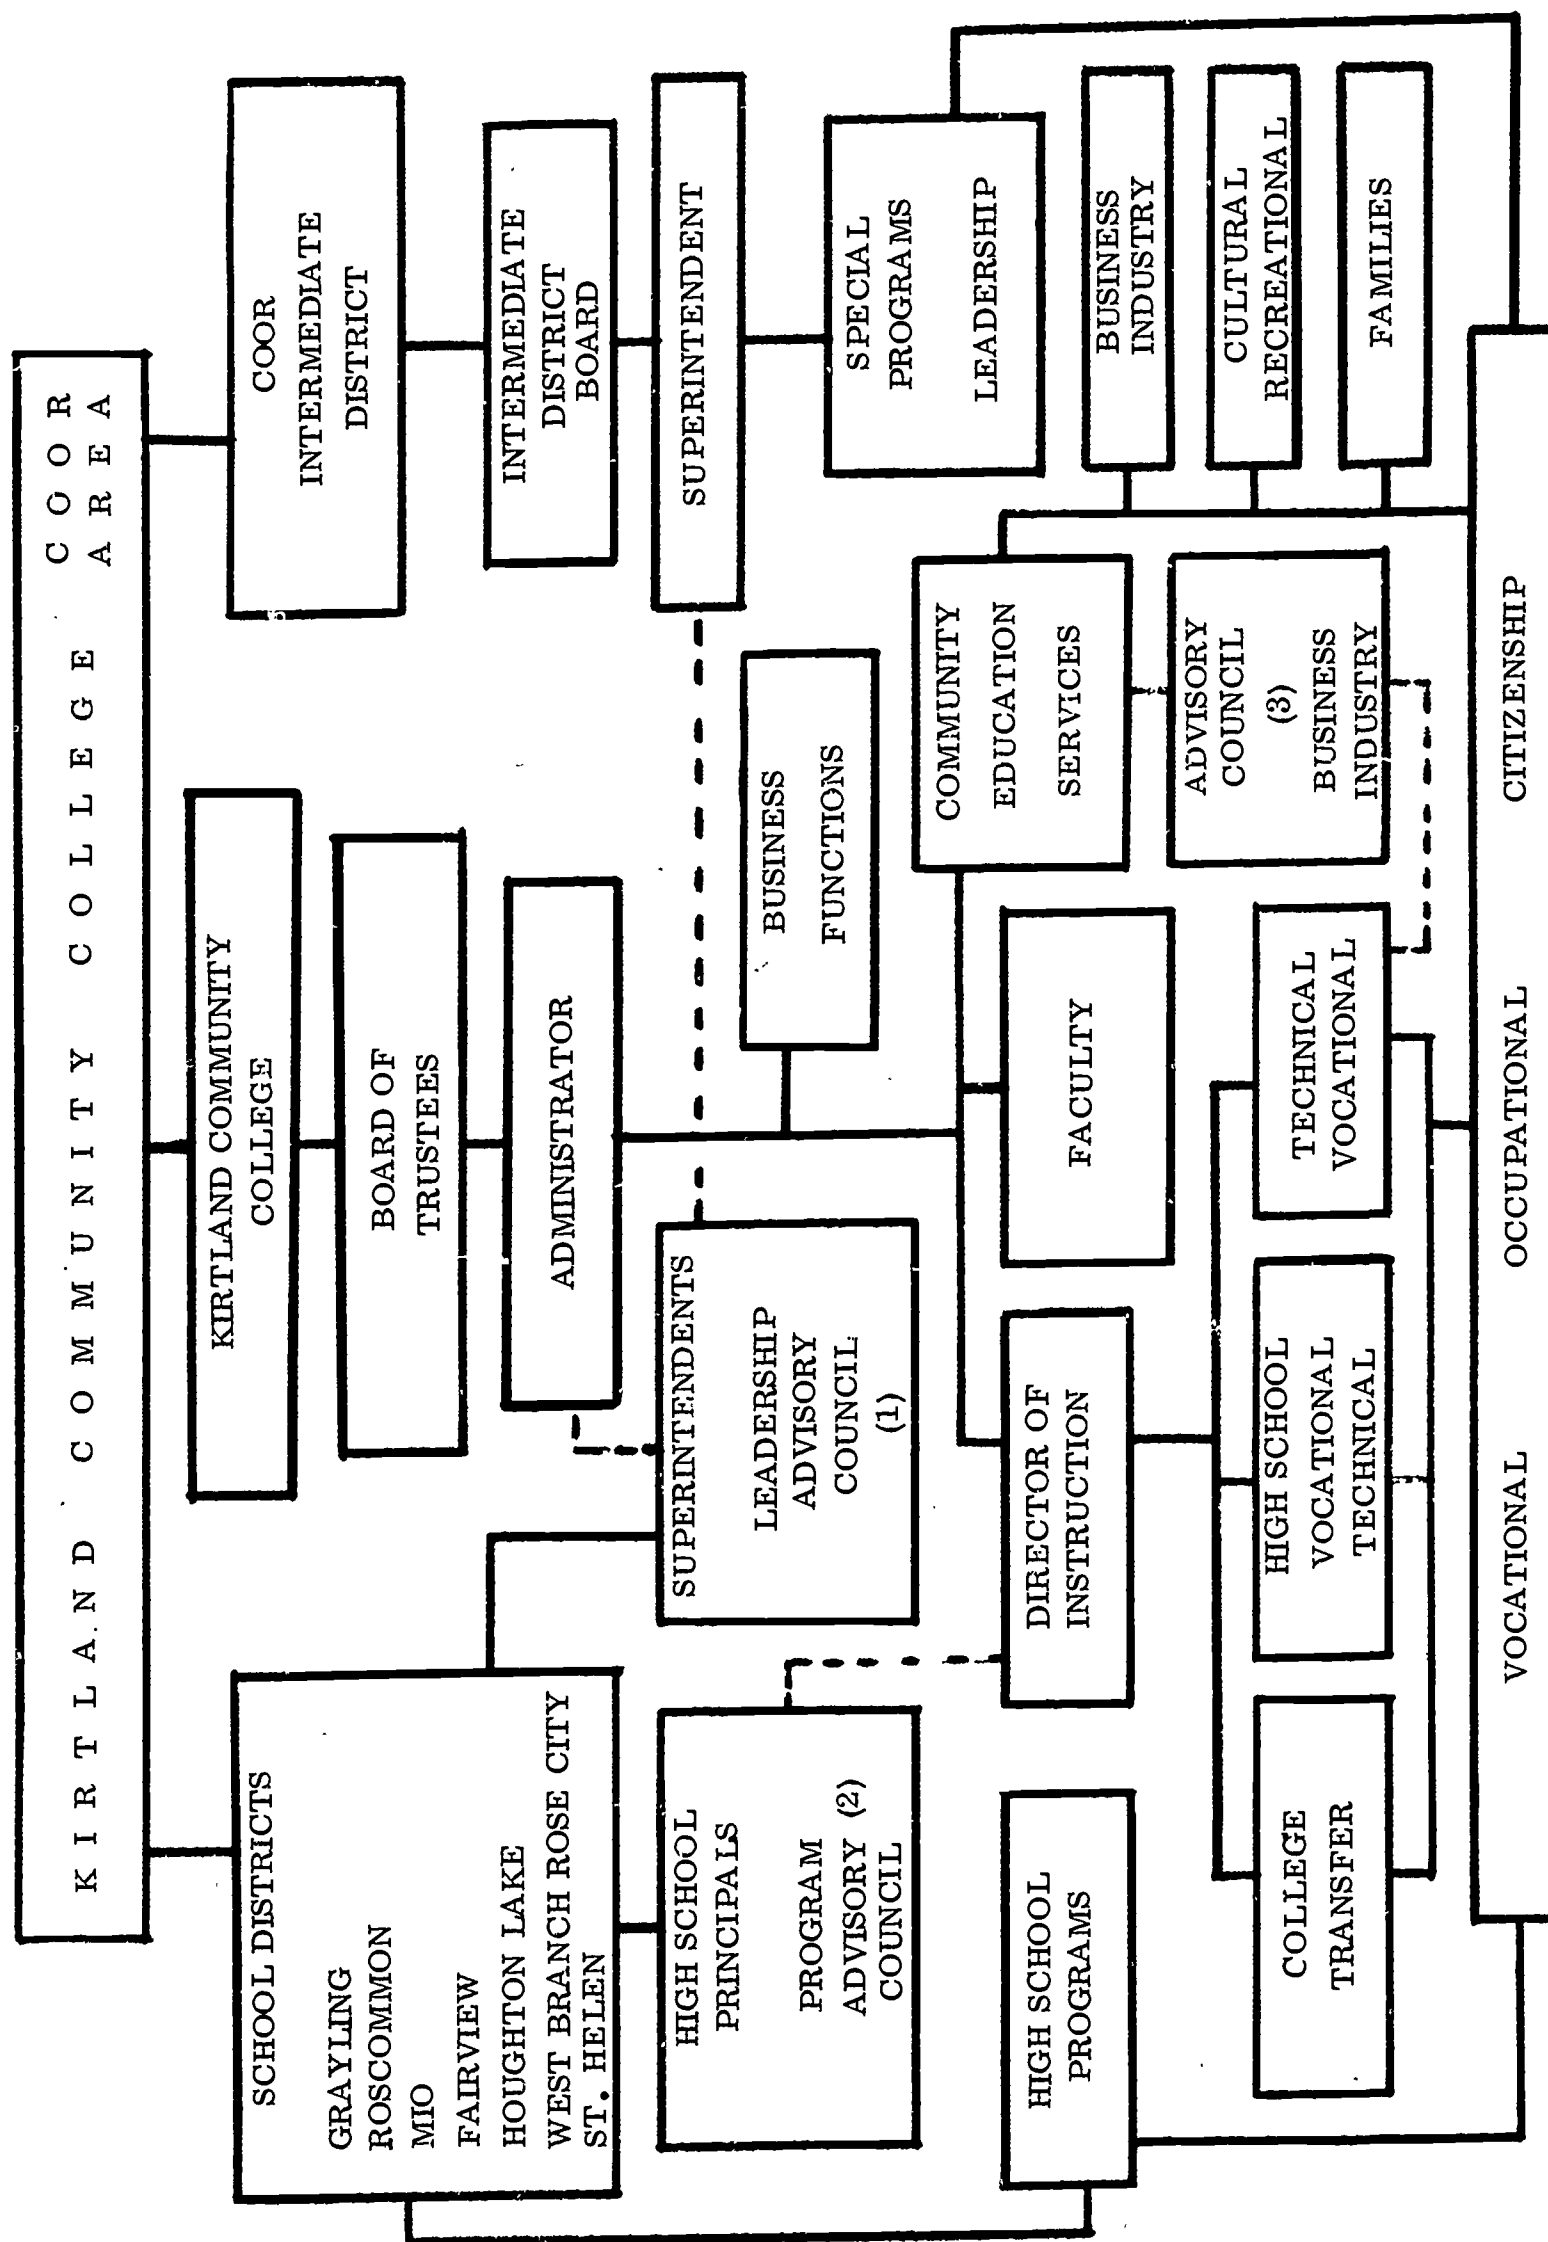 KIRTLAND COMMUNITY COLLEGE COOR
AREA
SCHOOL DISTRICTS
GRAYLING
ROSCOMMON
MIO
FAIRVIEW
HOUGHTON LAKE
WEST BRANCH ROSE CITY
ST. HELEN
KIRTLAND COMMUNITY
COLLEGE
BOARD OF
TRUSTEES
ADMINISTRATOR
COOR
INTERMEDIATE
DISTRICT
INTERMEDIATE
DISTRICT
BOARD
SUPERINTENDENT
HIGH SCHOOL
PRINCIPALS
PROGRAM
ADVISORY (2)
COUNCIL
SUPERINTENDENTS
LEADERSHIP
ADVISORY
COUNCIL
(1)
BUSINESS
FUNCTIONS
SPECIAL
PROGRAMS
LEADERSHIP
HIGH SCHOOL
PROGRAMS
DIRECTOR OF
INSTRUCTION
FACULTY
COMMUNITY
EDUCATION
SERVICES
BUSINESS
INDUSTRY
CULTURAL
RECREATIONAL
FAMILIES
COLLEGE
TRANSFER
HIGH SCHOOL
VOCATIONAL
TECHNICAL
TECHNICAL
VOCATIONAL
ADVISORY
COUNCIL
(3)
BUSINESS
INDUSTRY
VOCATIONAL
OCCUPATIONAL
CITIZENSHIP